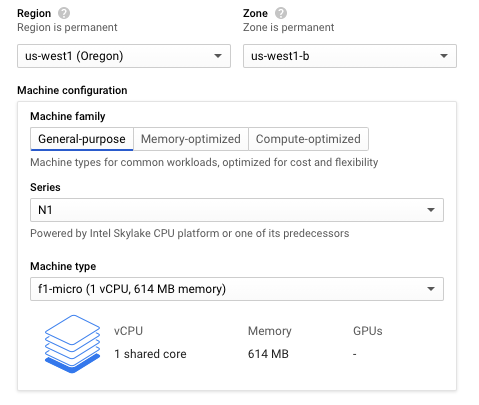 Region ?
Zone ?
Region is permanent
Zone is permanent
us-west1 (Oregon)
us-west1-b
Machine configuration
Machine family
General-purpose
Memory-optimized
Compute-optimized
Machine types for common workloads, optimized for cost and flexibility
Series
N1
Powered by Intel Skylake CPU platform or one of its predecessors
Machine type
f1-micro (1 vCPU, 614 MB memory)
vCPU
Memory
GPUs
1 shared core
614 MB
-